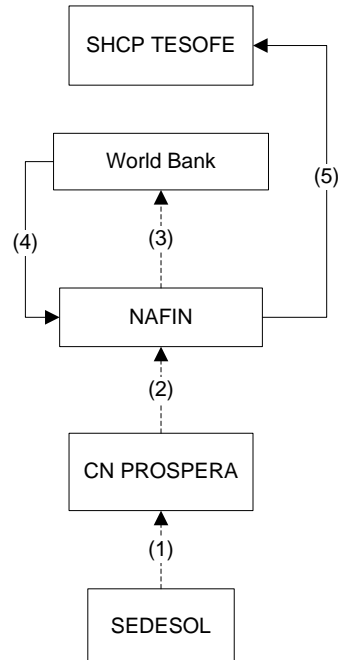 SHCP TESOFE
World Bank
(5)
(4)
(3)
NAFIN
(2)
CN PROSPERA
(1)
SEDESOL